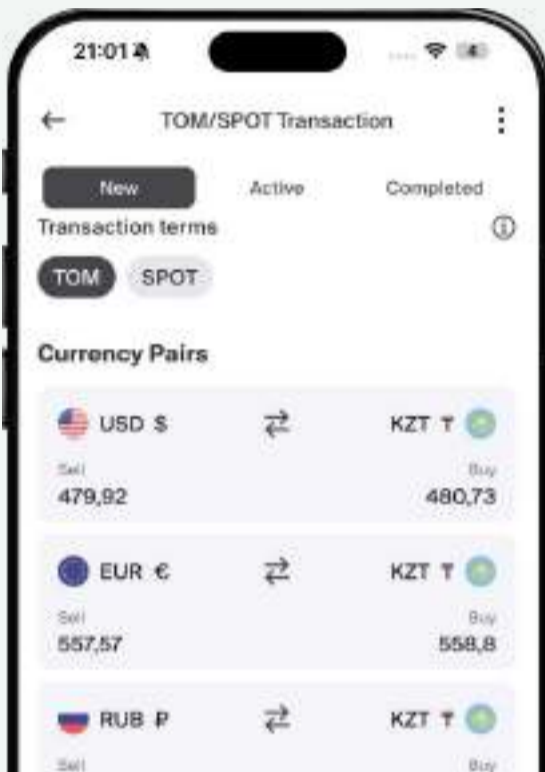 21:01
TOM/SPOT Transaction
New Active Completed
Transaction terms
TOM SPOT
Currency Pairs
USD $ KZT ₸
Sell Buy
479,92 480,73
EUR € KZT ₸
Sell Buy
557,57 558,8
RUB ₽ KZT ₸
Sell Buy